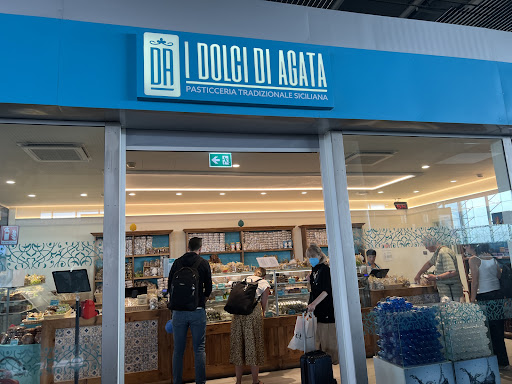 DA I DOLCI DI AGATA
PASTICCERIA TRADIZIONALE SICILIANA